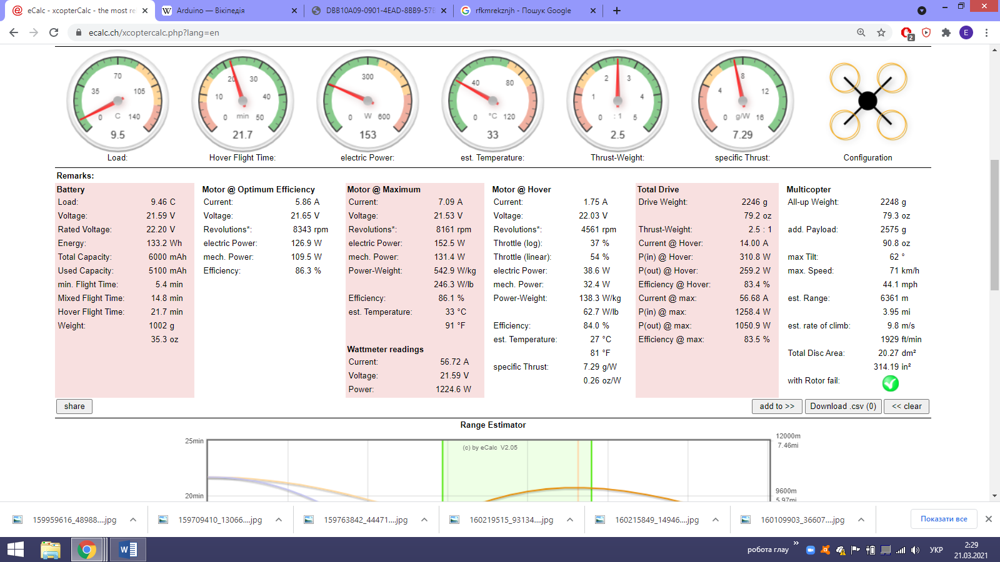 eCalc - xcopterCalc - the most re
Arduino — Вікіпедія
DBB10A09-0901-4EAD-8BB9-57B
rfkmrekznjh - Пошук Google
ecalc.ch/xcoptercalc.php?lang=en
2
E
70
35 105
0 C 140
9.5
Load:
20 30
10 40
0 min 50
21.7
Hover Flight Time:
300
0 W 600
153
electric Power:
40 80
0 °C 120
33
est. Temperature:
2 3
1 4
0 : 1 5
2.5
Thrust-Weight:
8
4 12
0 g/W 16
7.29
specific Thrust:
Configuration
Remarks:
Battery
Load: 9.46 C
Voltage: 21.59 V
Rated Voltage: 22.20 V
Energy: 133.2 Wh
Total Capacity: 6000 mAh
Used Capacity: 5100 mAh
min. Flight Time: 5.4 min
Mixed Flight Time: 14.8 min
Hover Flight Time: 21.7 min
Weight: 1002 g
35.3 oz
Motor @ Optimum Efficiency
Current: 5.86 A
Voltage: 21.65 V
Revolutions*: 8343 rpm
electric Power: 126.9 W
mech. Power: 109.5 W
Efficiency: 86.3 %
Motor @ Maximum
Current: 7.09 A
Voltage: 21.53 V
Revolutions*: 8161 rpm
electric Power: 152.5 W
mech. Power: 131.4 W
Power-Weight: 542.9 W/kg
246.3 W/lb
Efficiency: 86.1 %
est. Temperature: 33 °C
91 °F
Wattmeter readings
Current: 56.72 A
Voltage: 21.59 V
Power: 1224.6 W
Motor @ Hover
Current: 1.75 A
Voltage: 22.03 V
Revolutions*: 4561 rpm
Throttle (log): 37 %
Throttle (linear): 54 %
electric Power: 38.6 W
mech. Power: 32.4 W
Power-Weight: 138.3 W/kg
62.7 W/lb
Efficiency: 84.0 %
est. Temperature: 27 °C
81 °F
specific Thrust: 7.29 g/W
0.26 oz/W
Total Drive
Drive Weight: 2246 g
79.2 oz
Thrust-Weight: 2.5 : 1
Current @ Hover: 14.00 A
P(in) @ Hover: 310.8 W
P(out) @ Hover: 259.2 W
Efficiency @ Hover: 83.4 %
Current @ max: 56.68 A
P(in) @ max: 1258.4 W
P(out) @ max: 1050.9 W
Efficiency @ max: 83.5 %
Multicopter
All-up Weight: 2248 g
79.3 oz
add. Payload: 2575 g
90.8 oz
max Tilt: 62 °
max. Speed: 71 km/h
44.1 mph
est. Range: 6361 m
3.95 mi
est. rate of climb: 9.8 m/s
1929 ft/min
Total Disc Area: 20.27 dm²
314.19 in²
with Rotor fail:
share
add to >>
Download .csv (0)
<< clear
Range Estimator
25min
(c) by eCalc V2.05
12000m
7.46mi
20min
9600m
5.97mi
159959616_48988....jpg
159709410_13066....jpg
159763842_44471....jpg
160219515_93134....jpg
160215849_14946....jpg
160109903_36607....jpg
Показати все
W
робота глау
УКР
2:29
21.03.2021